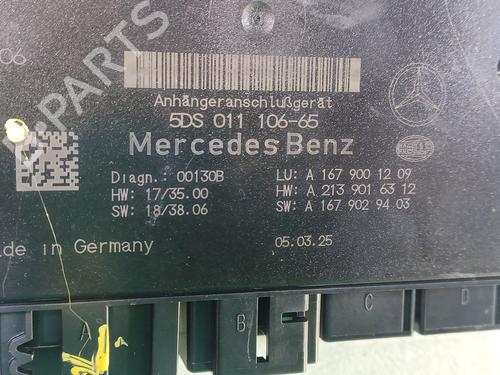 06
Anhängeranschlußgerät
5DS 011 106-65
Mercedes Benz
HELLA
Diagn.: 00130B
HW: 17/35.00
SW: 18/38.06
LU: A 167 900 12 09
HW: A 213 901 63 12
SW: A 167 902 94 03
de in Germany
05.03.25
A
B
C
D